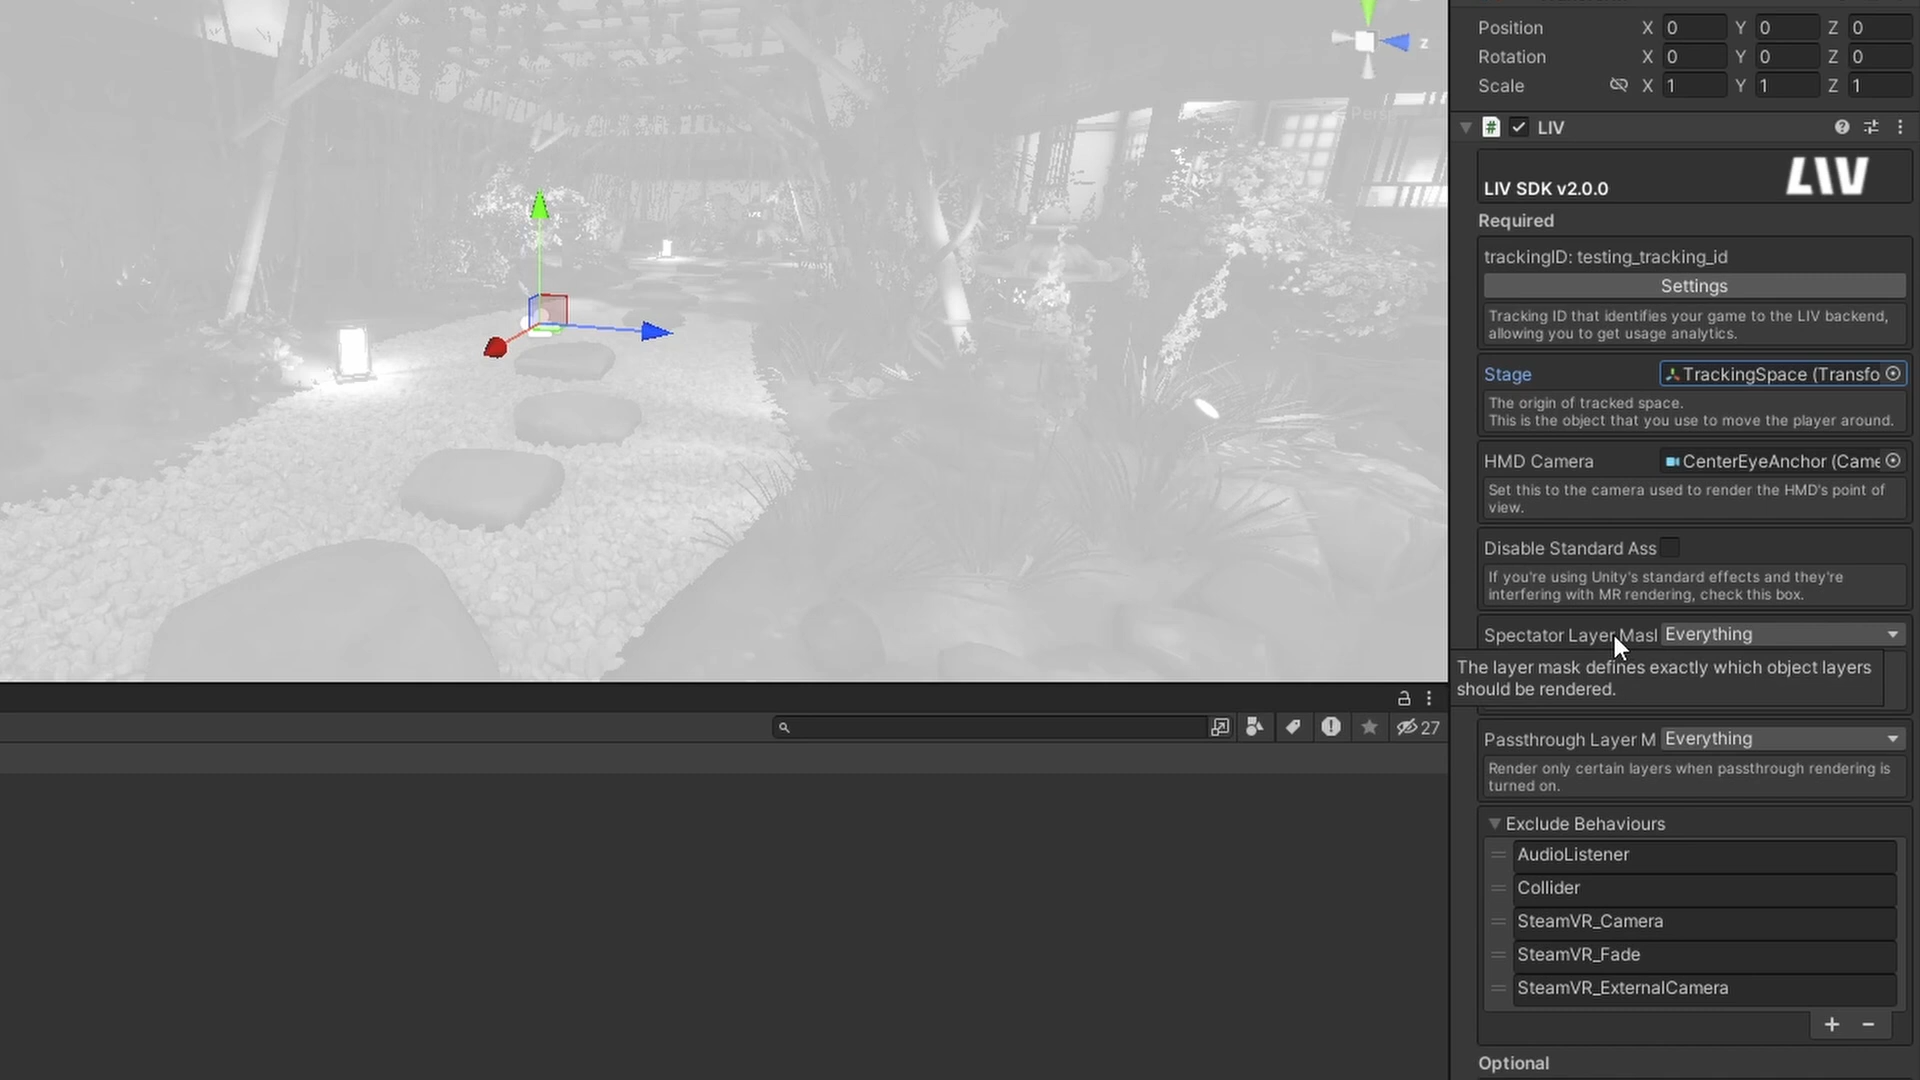 Position X 0 Y 0 Z 0
Rotation X 0 Y 0 Z 0
Scale X 1 Y 1 Z 1
z
Persp
LIV
LIV SDK v2.0.0
LIV
Required
trackingID: testing_tracking_id
Settings
Tracking ID that identifies your game to the LIV backend,
allowing you to get usage analytics.
Stage TrackingSpace (Transfo
The origin of tracked space.
This is the object that you use to move the player around.
HMD Camera CenterEyeAnchor (Came
Set this to the camera used to render the HMD's point of
view.
Disable Standard Ass
If you're using Unity's standard effects and they're
interfering with MR rendering, check this box.
Spectator Layer Masl Everything
The layer mask defines exactly which object layers
should be rendered.
27
Passthrough Layer M Everything
Render only certain layers when passthrough rendering is
turned on.
Exclude Behaviours
AudioListener
Collider
SteamVR_Camera
SteamVR_Fade
SteamVR_ExternalCamera
+ −
Optional